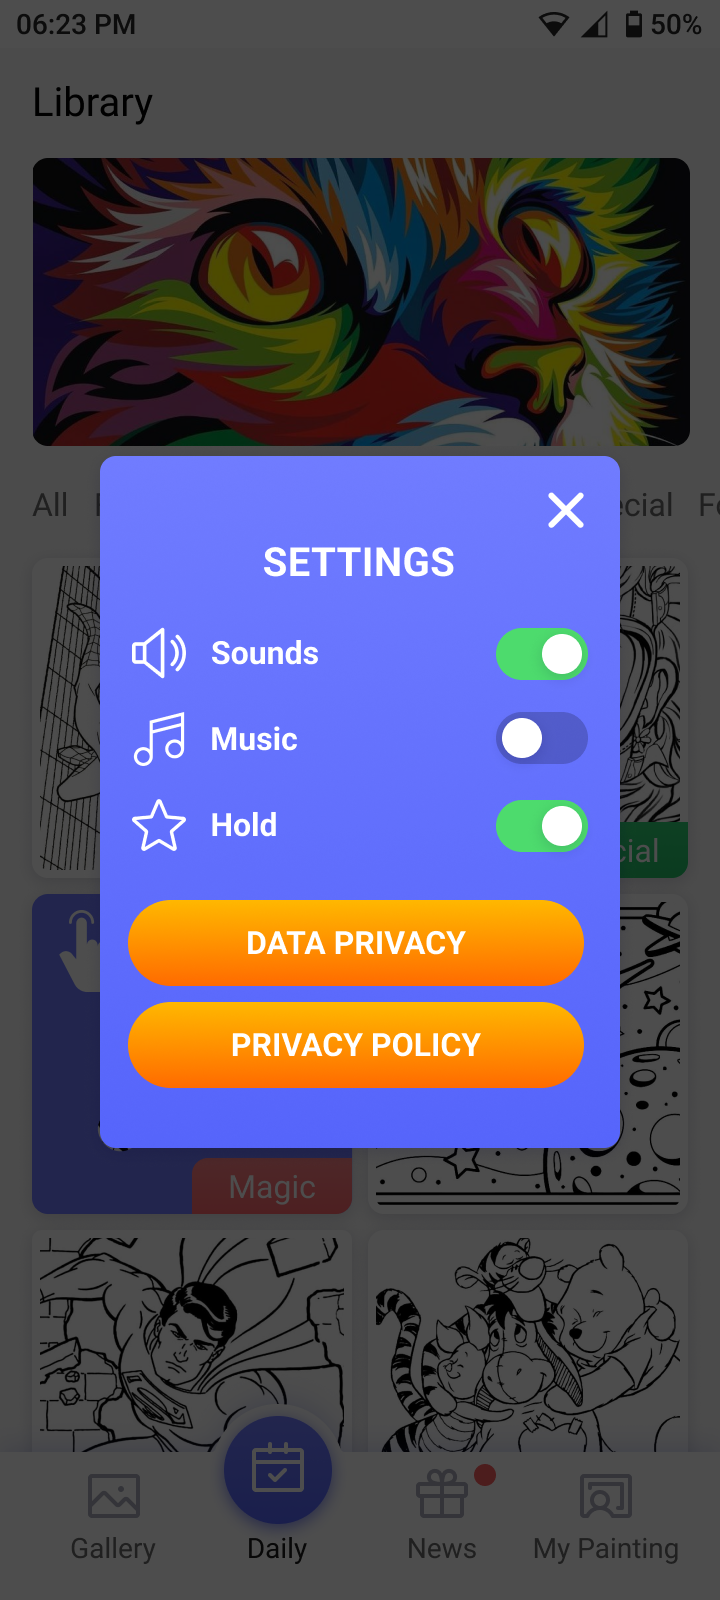 06:23 PM
50%
Library
All
ecial
SETTINGS
Sounds
Music
Hold
cial
DATA PRIVACY
PRIVACY POLICY
Magic
Gallery
Daily
News
My Painting